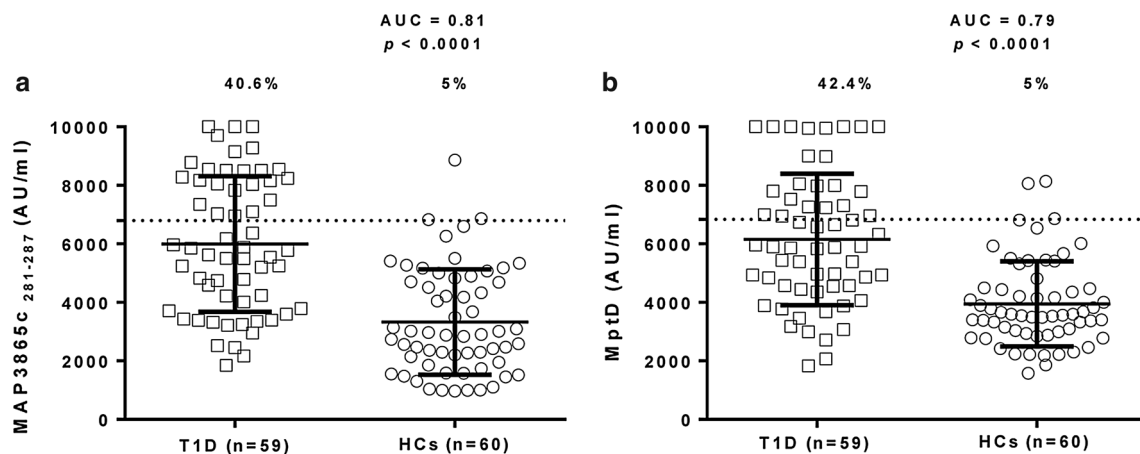 AUC = 0.81
p < 0.0001
a
40.6%
5%
MAP3865c 281-287 (AU/ml)
10000
8000
6000
4000
2000
0
T1D (n=59)
HCs (n=60)
AUC = 0.79
p < 0.0001
b
42.4%
5%
MptD (AU/ml)
10000
8000
6000
4000
2000
0
T1D (n=59)
HCs (n=60)